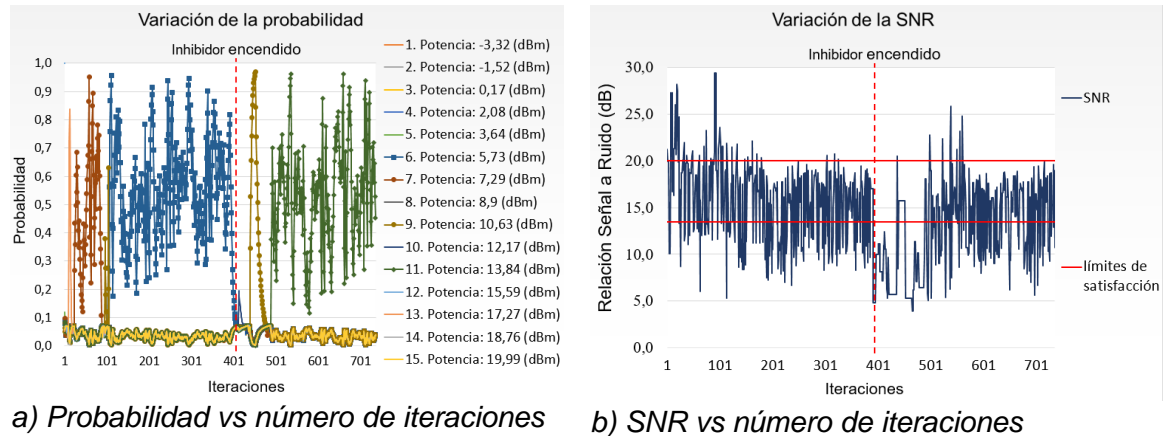 Variación de la probabilidad
Inhibidor encendido
1,0
0,9
0,8
0,7
0,6
0,5
0,4
0,3
0,2
0,1
0,0
Probabilidad
1 101 201 301 401 501 601 701
Iteraciones
1. Potencia: -3,32 (dBm)
2. Potencia: -1,52 (dBm)
3. Potencia: 0,17 (dBm)
4. Potencia: 2,08 (dBm)
5. Potencia: 3,64 (dBm)
6. Potencia: 5,73 (dBm)
7. Potencia: 7,29 (dBm)
8. Potencia: 8,9 (dBm)
9. Potencia: 10,63 (dBm)
10. Potencia: 12,17 (dBm)
11. Potencia: 13,84 (dBm)
12. Potencia: 15,59 (dBm)
13. Potencia: 17,27 (dBm)
14. Potencia: 18,76 (dBm)
15. Potencia: 19,99 (dBm)
a) Probabilidad vs número de iteraciones
Variación de la SNR
Inhibidor encendido
30,0
25,0
20,0
15,0
10,0
5,0
0,0
Relación Señal a Ruido (dB)
1 101 201 301 401 501 601 701
Iteraciones
SNR
límites de
satisfacción
b) SNR vs número de iteraciones